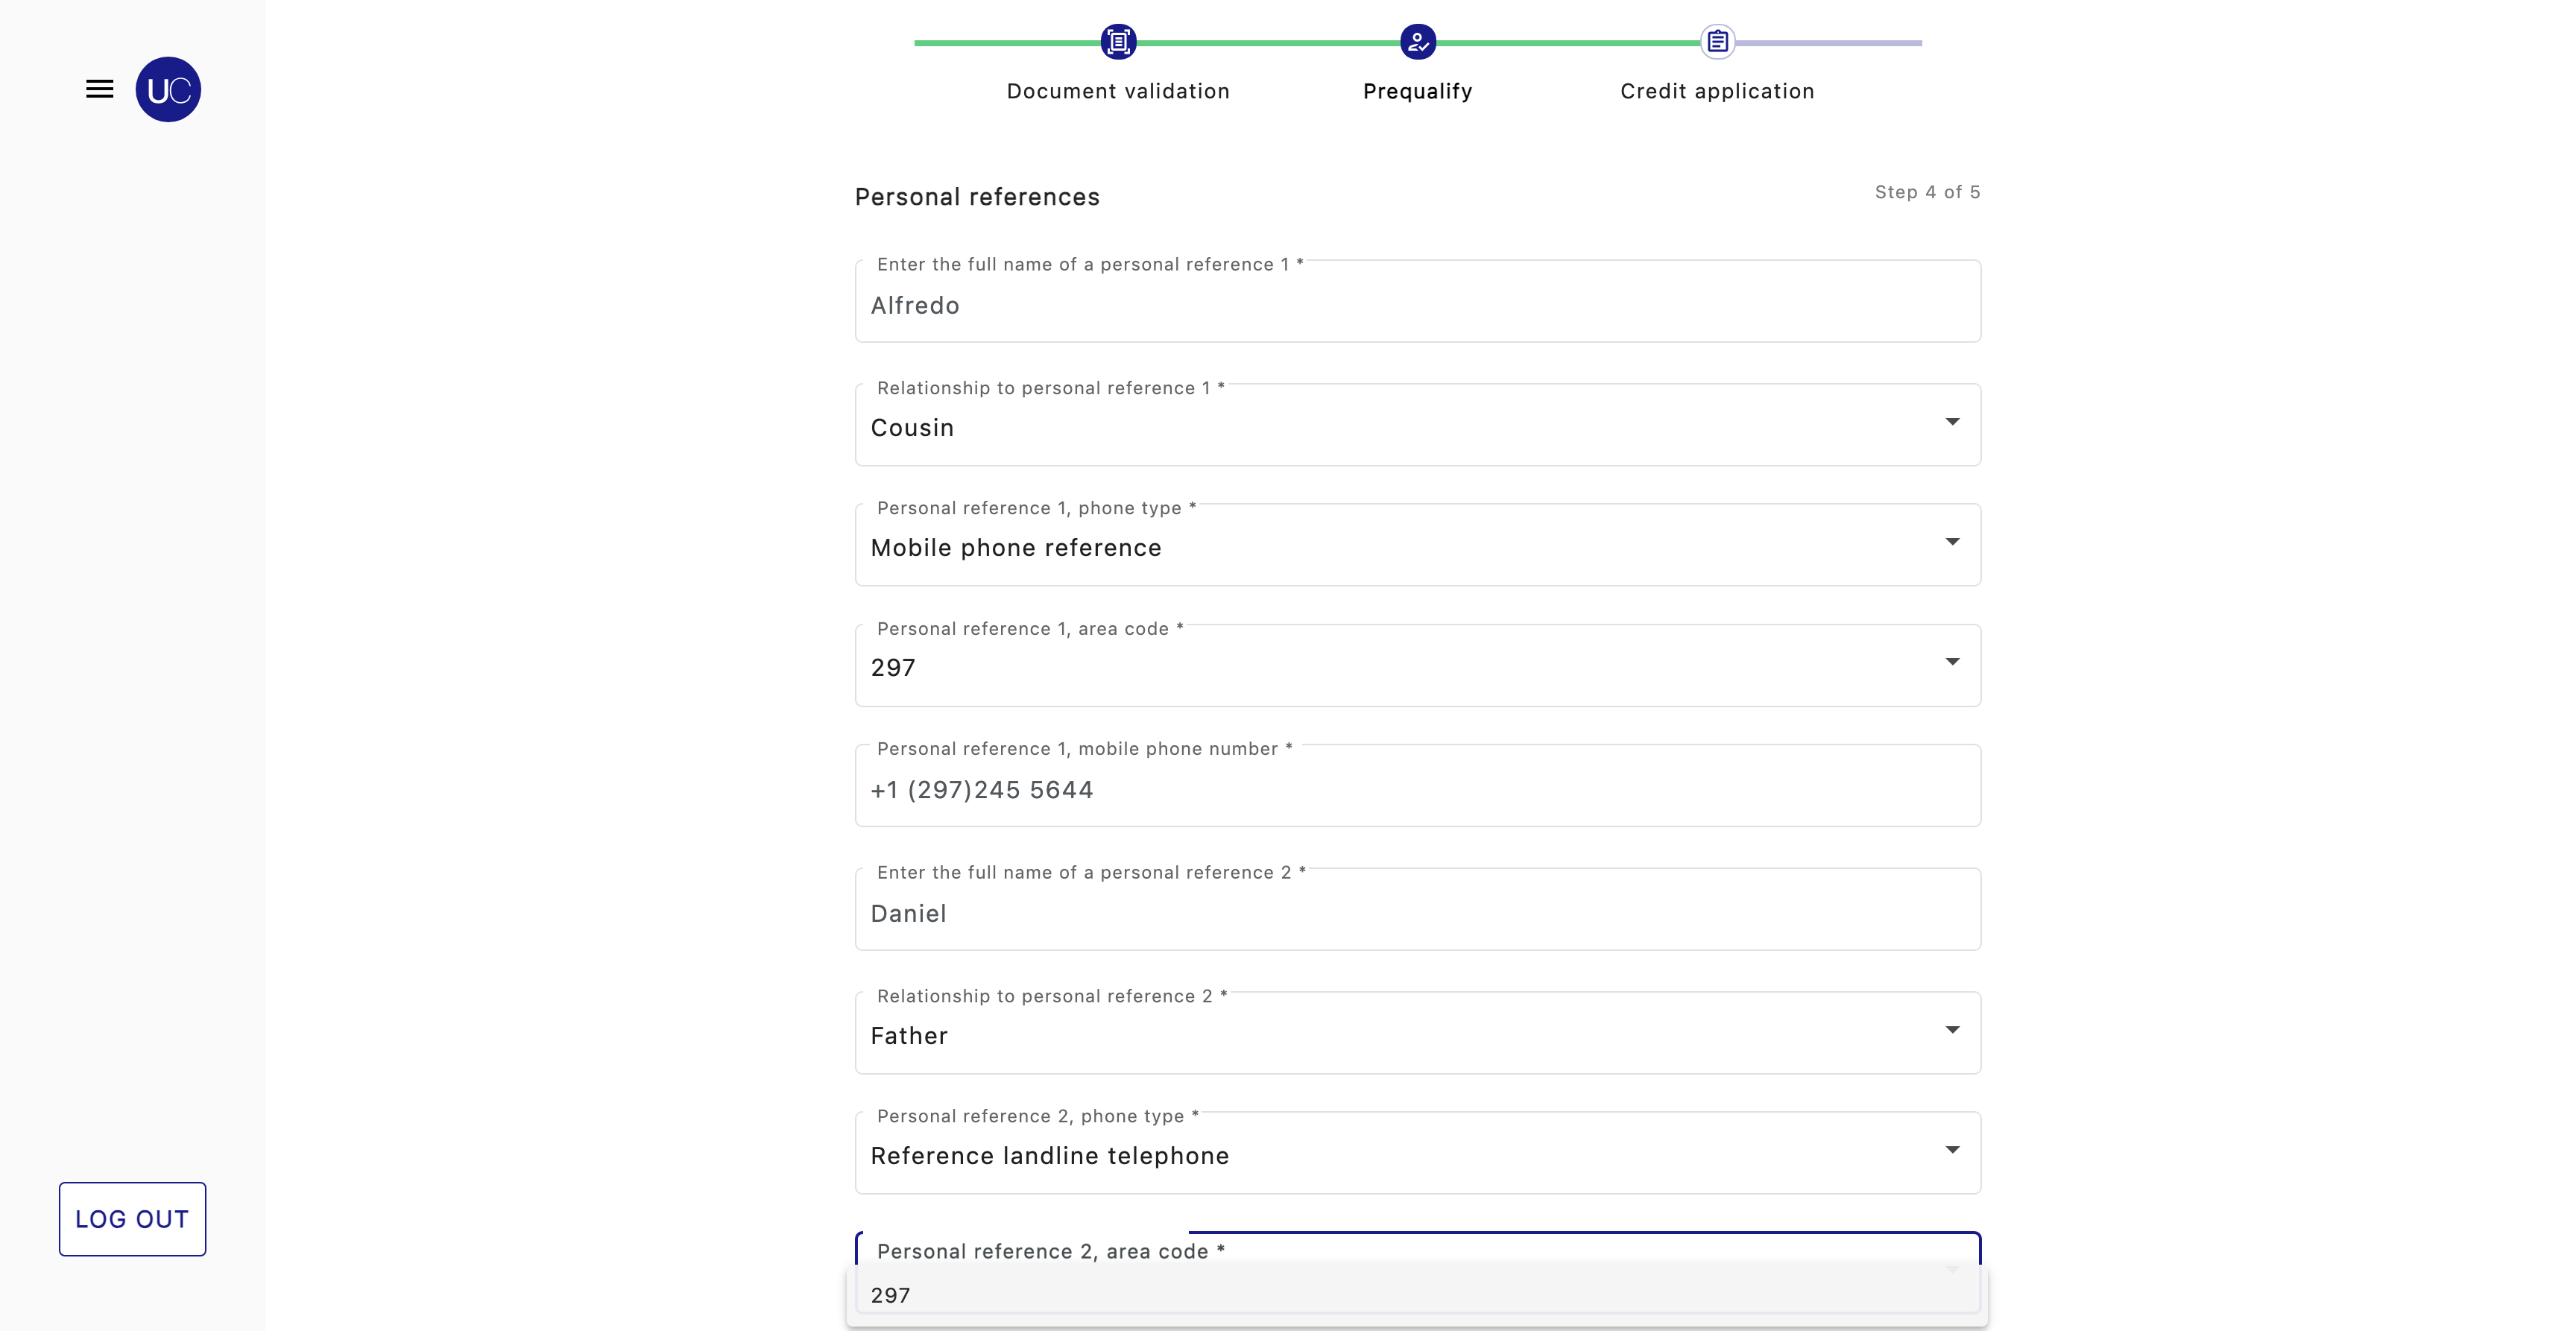 UC
Document validation
Prequalify
Credit application
Personal references
Step 4 of 5
Enter the full name of a personal reference 1 *
Alfredo
Relationship to personal reference 1 *
Cousin
Personal reference 1, phone type *
Mobile phone reference
Personal reference 1, area code *
297
Personal reference 1, mobile phone number *
+1 (297)245 5644
Enter the full name of a personal reference 2 *
Daniel
Relationship to personal reference 2 *
Father
Personal reference 2, phone type *
Reference landline telephone
LOG OUT
Personal reference 2, area code *
297